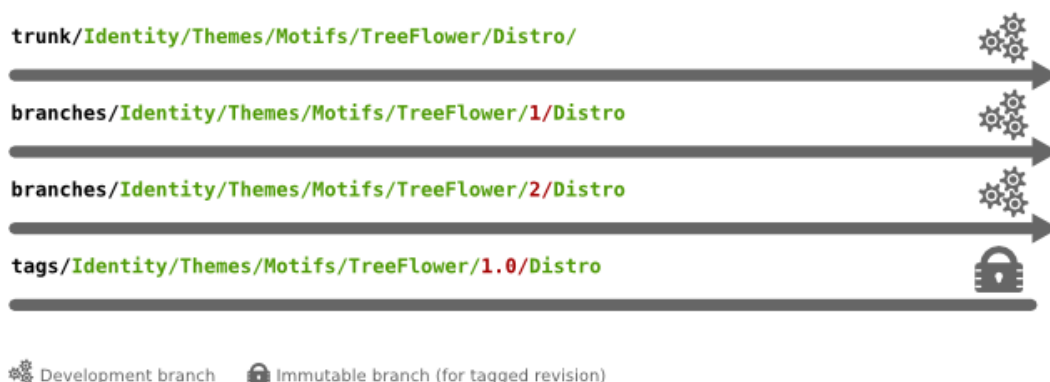 trunk/Identity/Themes/Motifs/TreeFlower/Distro/
branches/Identity/Themes/Motifs/TreeFlower/1/Distro
branches/Identity/Themes/Motifs/TreeFlower/2/Distro
tags/Identity/Themes/Motifs/TreeFlower/1.0/Distro
Development branch Immutable branch (for tagged revision)